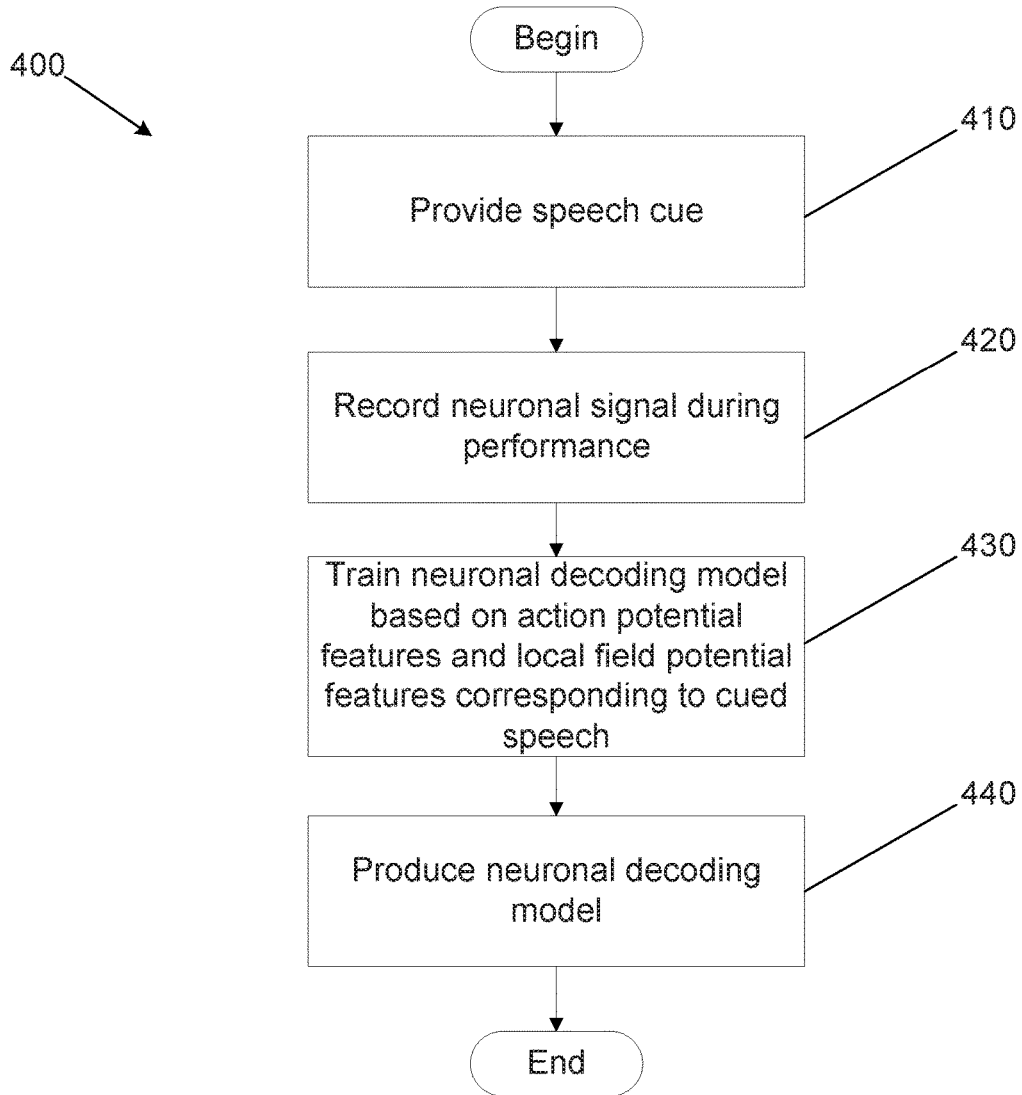 Begin
400
410
Provide speech cue
420
Record neuronal signal during
performance
430
Train neuronal decoding model
based on action potential
features and local field potential
features corresponding to cued
speech
440
Produce neuronal decoding
model
End